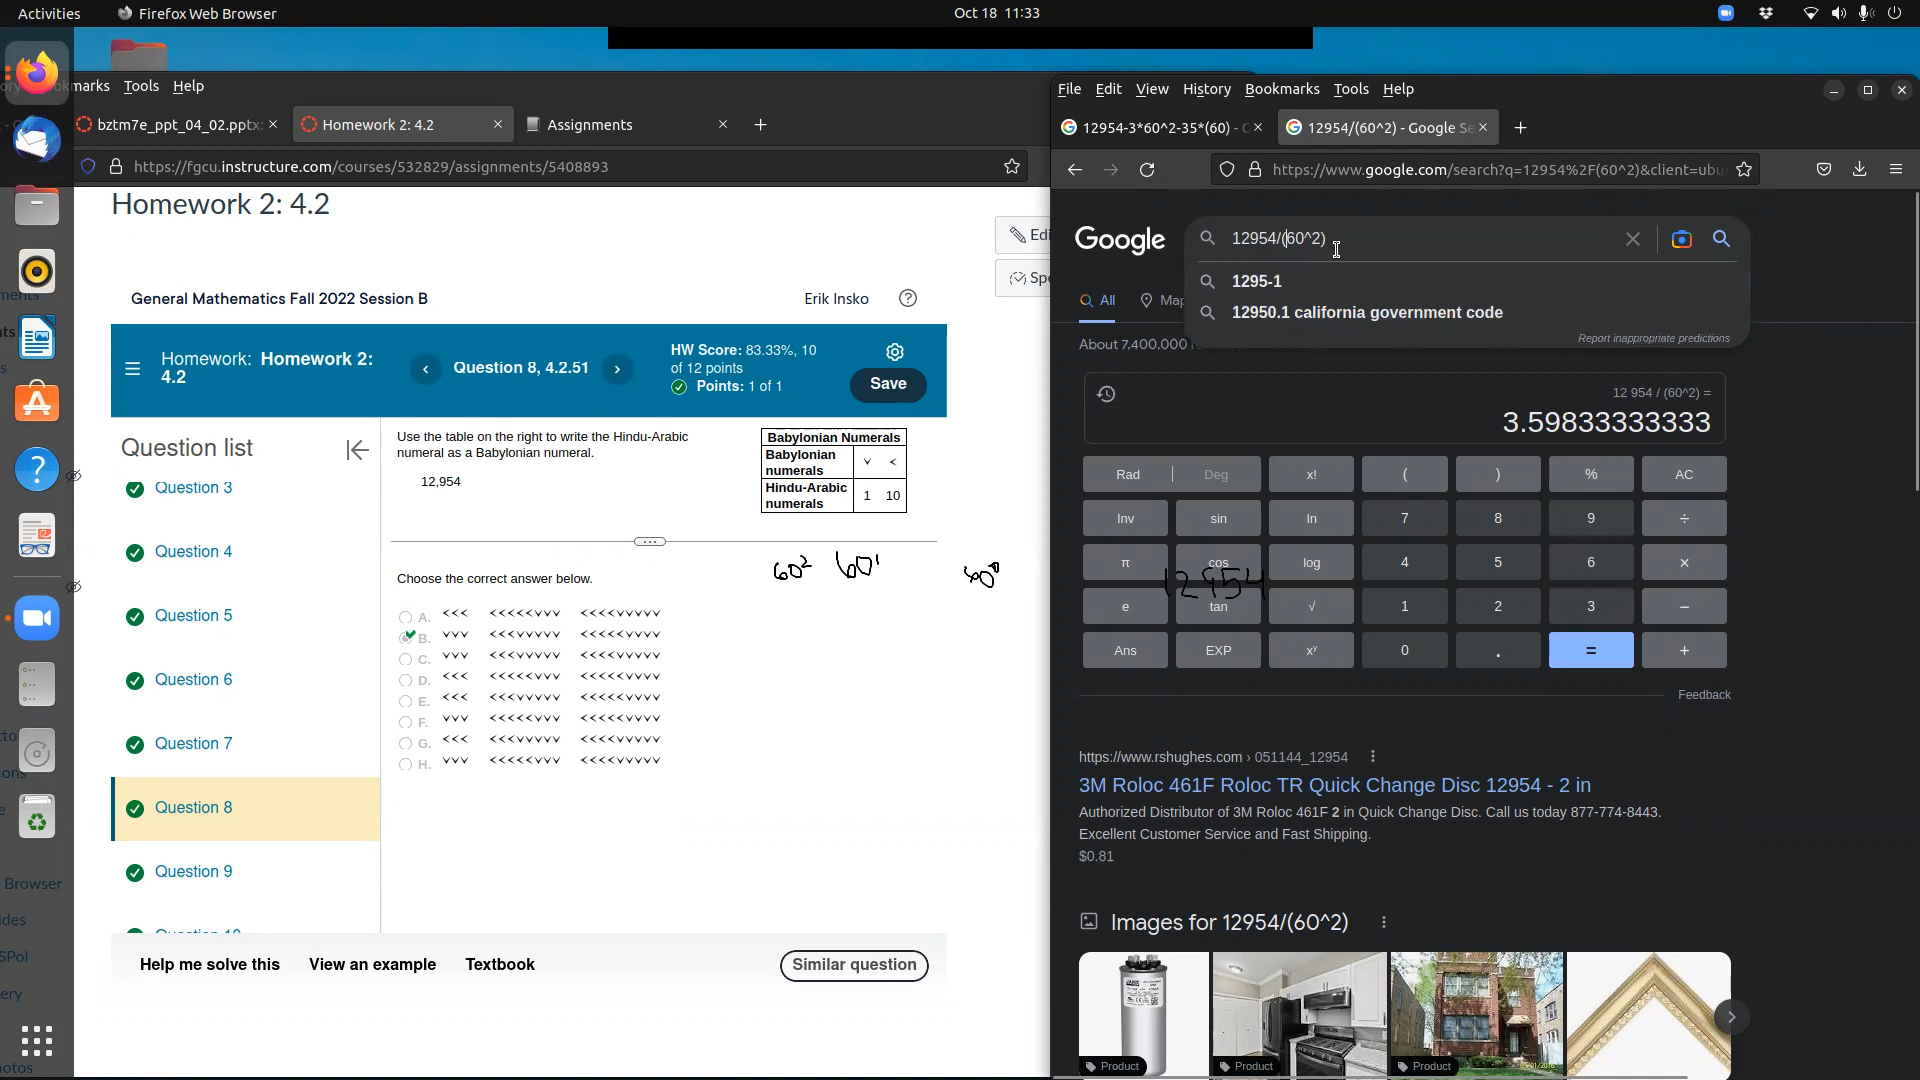 Activities
Firefox Web Browser
Oct 18 11:33
Tools Help
bztm7e_ppt_04_02.pptx
Homework 2: 4.2
Assignments
https://fgcu.instructure.com/courses/532829/assignments/5408893
Homework 2: 4.2
General Mathematics Fall 2022 Session B
Erik Insko
Homework: Homework 2: 4.2
Question 8, 4.2.51
HW Score: 83.33%, 10 of 12 points
Points: 1 of 1
Save
Question list
Question 3
Question 4
Question 5
Question 6
Question 7
Question 8
Question 9
Use the table on the right to write the Hindu-Arabic
numeral as a Babylonian numeral.
12,954
Babylonian Numerals
Babylonian numerals
Hindu-Arabic numerals 1 10
60² 60¹ 60⁰
Choose the correct answer below.
A.
B.
C.
D.
E.
F.
G.
H.
Help me solve this
View an example
Textbook
Similar question
File Edit View History Bookmarks Tools Help
12954-3*60^2-35*(60) -
12954/(60^2) - Google Se
https://www.google.com/search?q=12954%2F(60^2)&client=ubu
Google
12954/(60^2)
1295-1
12950.1 california government code
Report inappropriate predictions
All
Map
About 7,400,000
12 954 / (60^2) =
3.59833333333
Rad Deg x! ( ) % AC
Inv sin ln 7 8 9 ÷
π cos log 4 5 6 ×
12954
e tan √ 1 2 3 −
Ans EXP xʸ 0 . = +
Feedback
https://www.rshughes.com › 051144_12954
3M Roloc 461F Roloc TR Quick Change Disc 12954 - 2 in
Authorized Distributor of 3M Roloc 461F 2 in Quick Change Disc. Call us today 877-774-8443.
Excellent Customer Service and Fast Shipping.
$0.81
Images for 12954/(60^2)
Product
Product
Product